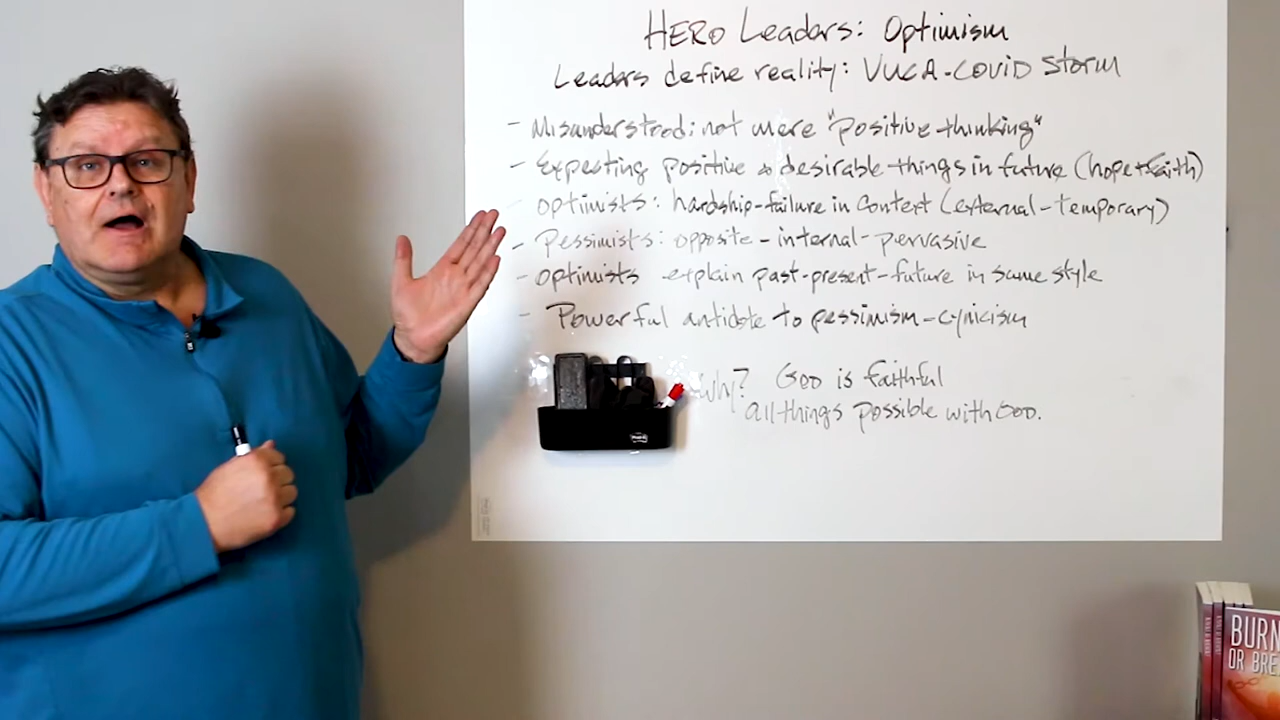 HERO Leaders: Optimism
Leaders define reality: VUCA-COVID Storm
- Misunderstood: not mere "positive thinking"
- Expecting positive & desirable things in future (hope+faith)
- optimists: hardship-failure in context (external-temporary)
- Pessimists: opposite - internal-pervasive
- optimists explain past-present-future in same style
- Powerful antidote to pessimism-cynicism
Why? God is faithful
all things possible with God.
BURN
OR BRE